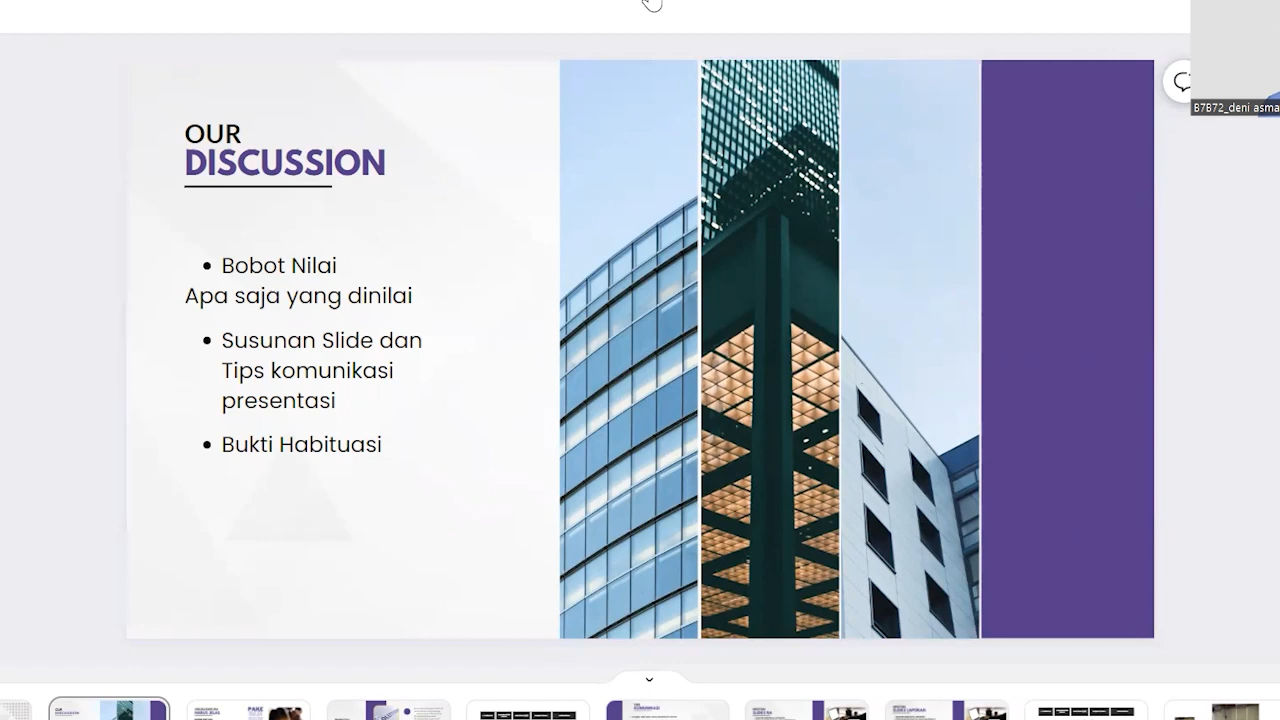 OUR
DISCUSSION
Bobot Nilai
Apa saja yang dinilai
Susunan Slide dan
Tips komunikasi
presentasi
Bukti Habituasi
B7B72_deni asma